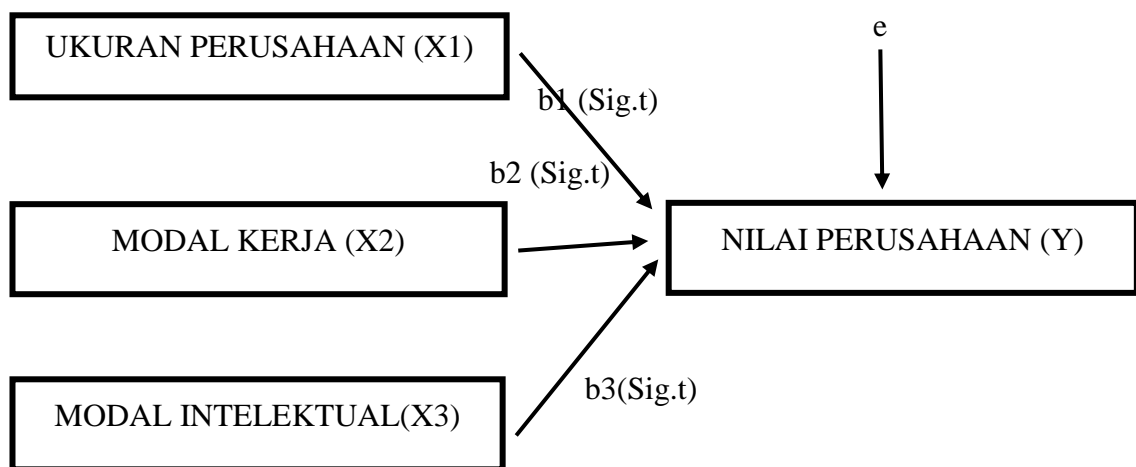 UKURAN PERUSAHAAN (X1)
e
b1 (Sig.t)
b2 (Sig.t)
MODAL KERJA (X2)
NILAI PERUSAHAAN (Y)
b3(Sig.t)
MODAL INTELEKTUAL(X3)